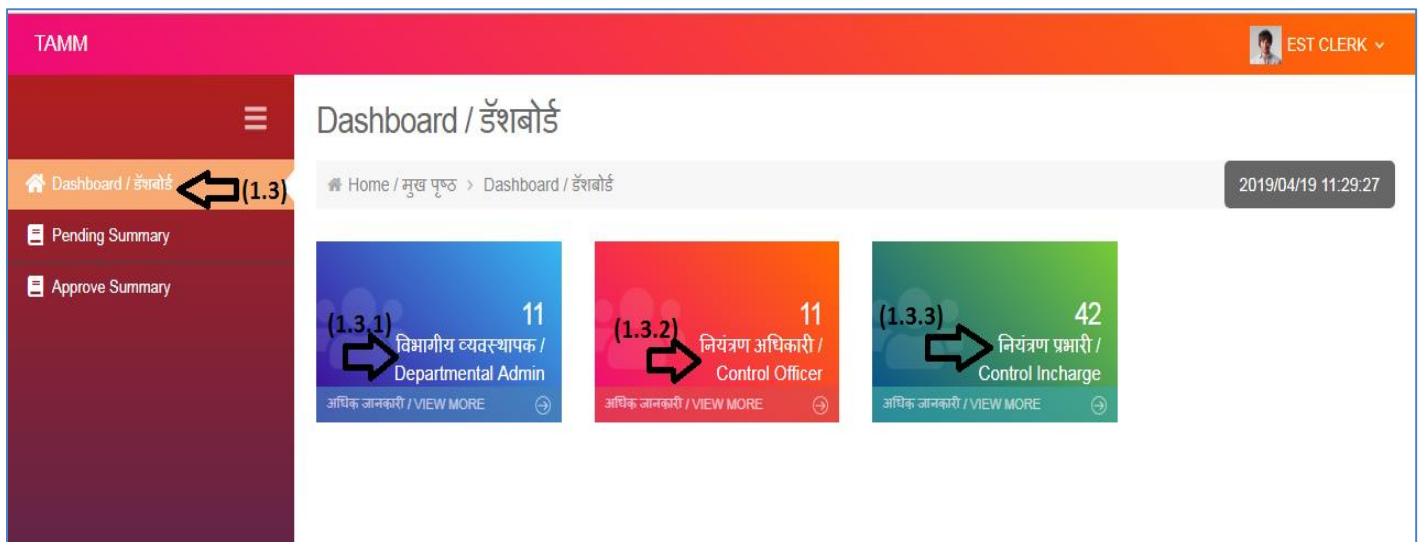 TAMM
EST CLERK
Dashboard / डॅशबोर्ड
Dashboard / डॅशबोर्ड
(1.3)
Home / मुख पृष्ठ > Dashboard / डॅशबोर्ड
2019/04/19 11:29:27
Pending Summary
Approve Summary
(1.3.1)
11
विभागीय व्यवस्थापक /
Departmental Admin
अधिक जानकारी / VIEW MORE
(1.3.2)
11
नियंत्रण अधिकारी /
Control Officer
अधिक जानकारी / VIEW MORE
(1.3.3)
42
नियंत्रण प्रभारी /
Control Incharge
अधिक जानकारी / VIEW MORE